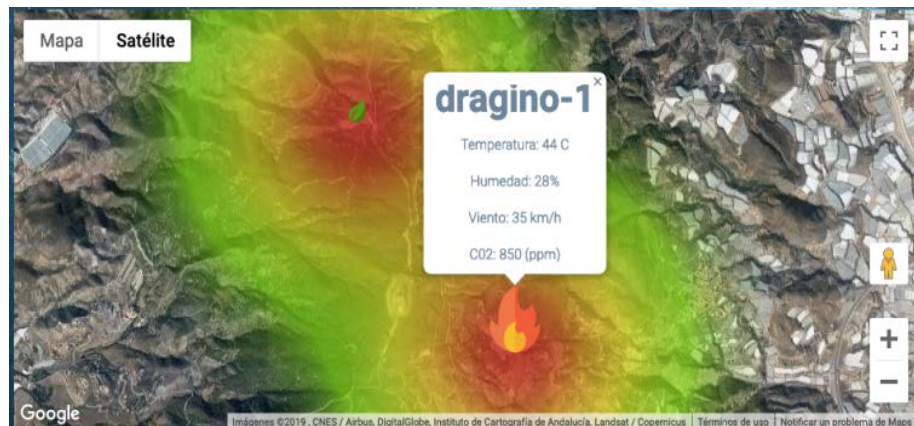 Mapa
Satélite
dragino-1
×
Temperatura: 44 C
Humedad: 28%
Viento: 35 km/h
C02: 850 (ppm)
+
−
Google
Imágenes ©2019 , CNES / Airbus, DigitalGlobe, Instituto de Cartografía de Andalucía, Landsat / Copernicus
Términos de uso
Notificar un problema de Maps